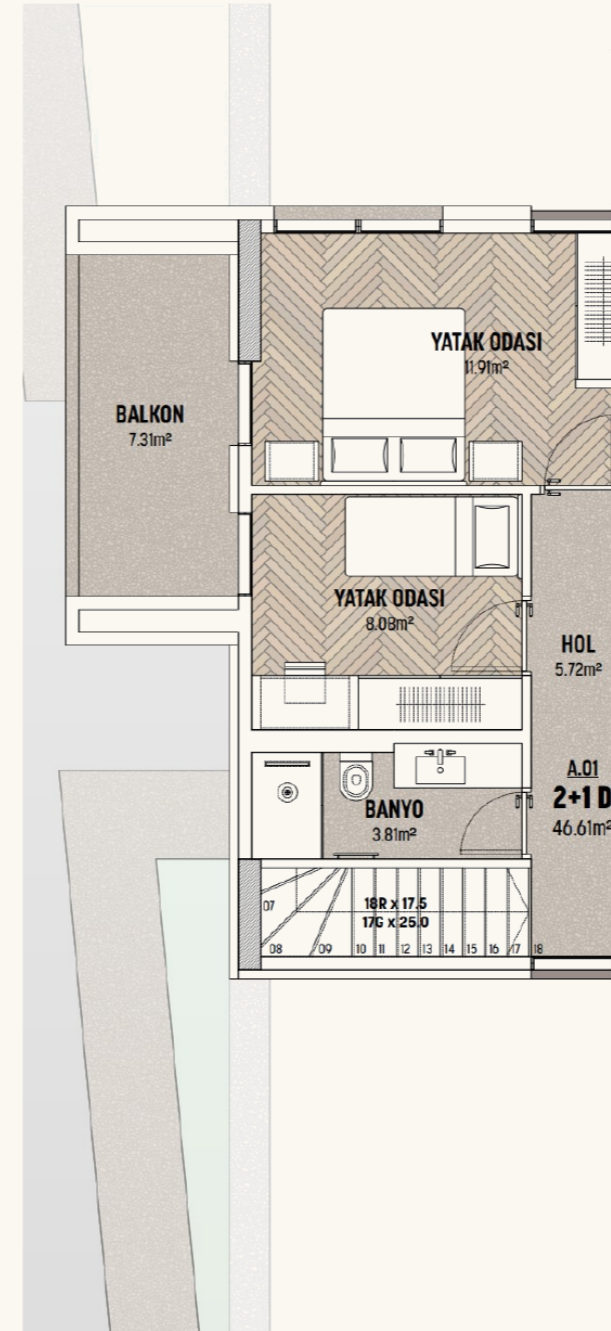 YATAK ODASI
11.91m²
BALKON
7.31m²
YATAK ODASI
8.08m²
HOL
5.72m²
A.01
2+1 D
46.61m²
BANYO
3.81m²
18R x 17.5
17G x 25.0
07
08 09 10 11 12 13 14 15 16 17 18